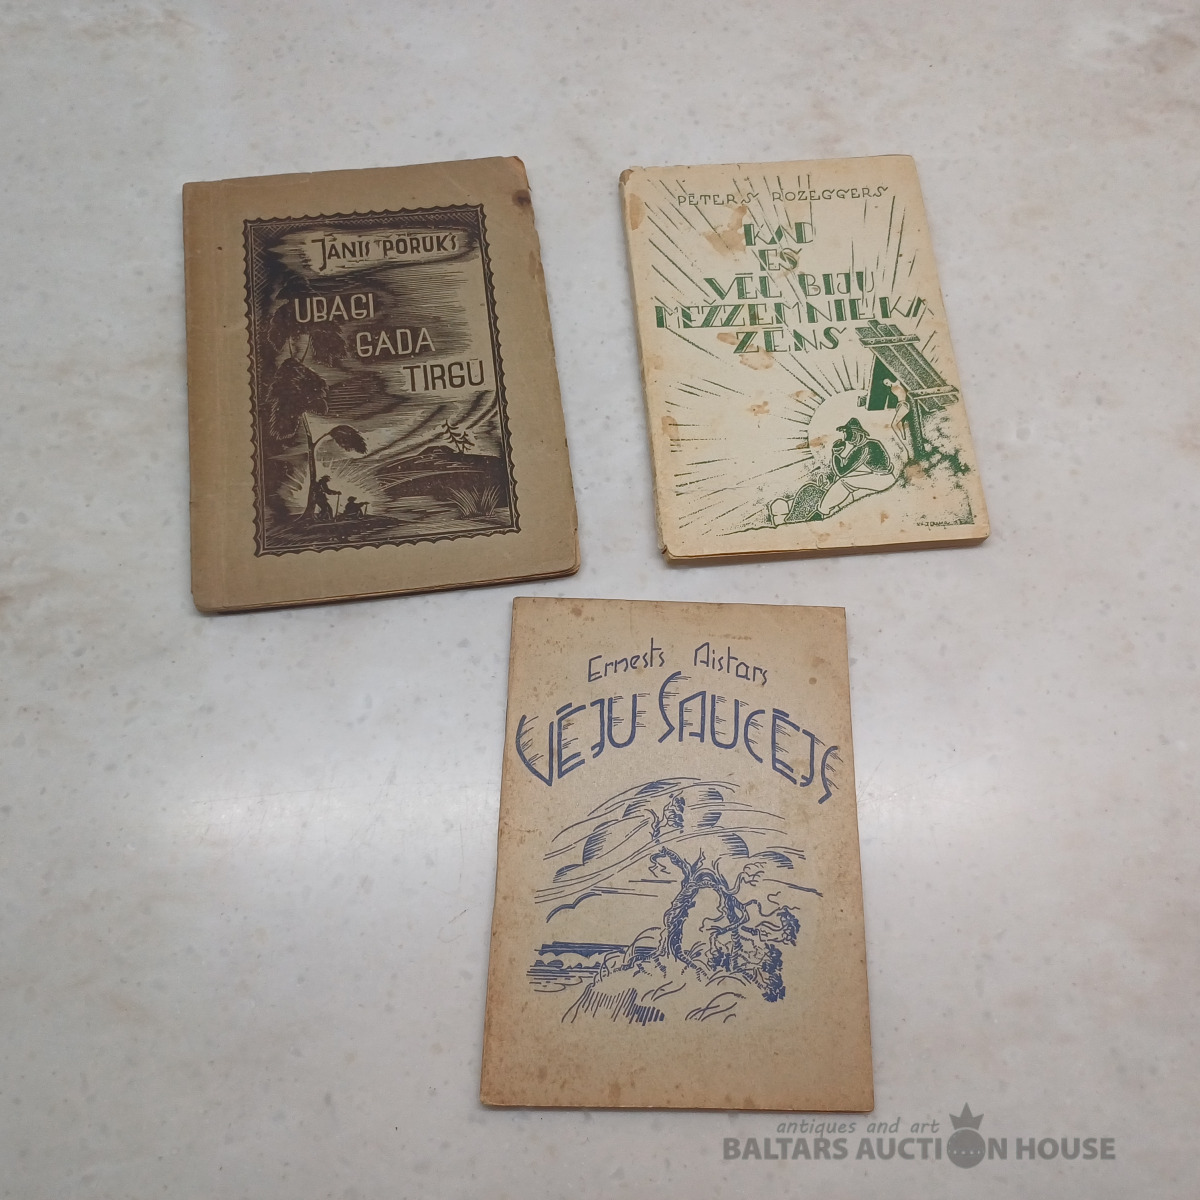 JĀNIS PORUKS
UBAGI
GADA
TIRGŪ
PĒTERS ROZEGGERS
KAD
ES
VĒL BIJU
MEŽZEMNIEKA
ZĒNS
Ernests Aistars
VĒJU SAUCĒJS
antiques and art
BALTARS AUCTION HOUSE